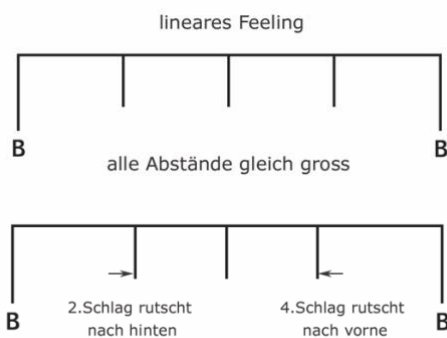 lineares Feeling
B B
alle Abstände gleich gross
2.Schlag rutscht 4.Schlag rutscht
nach hinten nach vorne
B B